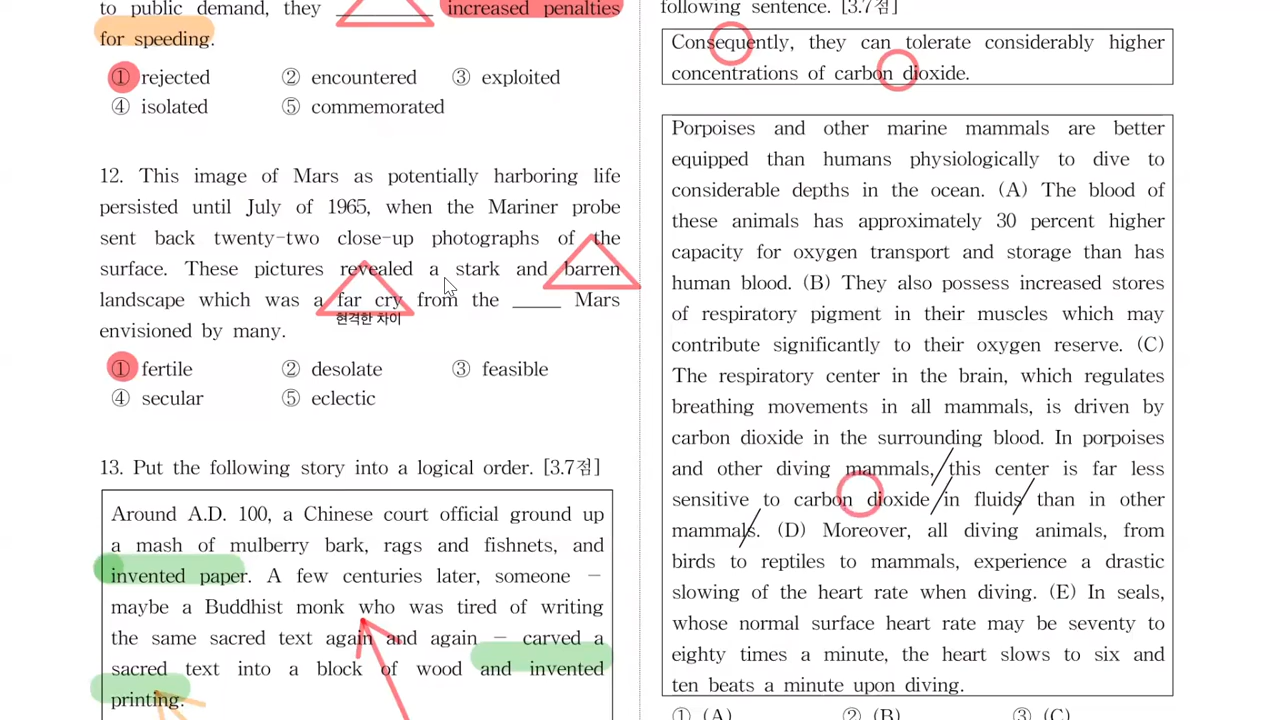 to public demand, they ________ increased penalties
for speeding.
① rejected ② encountered ③ exploited
④ isolated ⑤ commemorated
12. This image of Mars as potentially harboring life
persisted until July of 1965, when the Mariner probe
sent back twenty-two close-up photographs of the
surface. These pictures revealed a stark and barren
landscape which was a far cry from the _____ Mars
현격한 차이
envisioned by many.
① fertile ② desolate ③ feasible
④ secular ⑤ eclectic
13. Put the following story into a logical order. [3.7점]
Around A.D. 100, a Chinese court official ground up
a mash of mulberry bark, rags and fishnets, and
invented paper. A few centuries later, someone －
maybe a Buddhist monk who was tired of writing
the same sacred text again and again － carved a
sacred text into a block of wood and invented
printing.
following sentence. [3.7점]
Consequently, they can tolerate considerably higher
concentrations of carbon dioxide.
Porpoises and other marine mammals are better
equipped than humans physiologically to dive to
considerable depths in the ocean. (A) The blood of
these animals has approximately 30 percent higher
capacity for oxygen transport and storage than has
human blood. (B) They also possess increased stores
of respiratory pigment in their muscles which may
contribute significantly to their oxygen reserve. (C)
The respiratory center in the brain, which regulates
breathing movements in all mammals, is driven by
carbon dioxide in the surrounding blood. In porpoises
and other diving mammals, this center is far less
sensitive to carbon dioxide in fluids than in other
mammals. (D) Moreover, all diving animals, from
birds to reptiles to mammals, experience a drastic
slowing of the heart rate when diving. (E) In seals,
whose normal surface heart rate may be seventy to
eighty times a minute, the heart slows to six and
ten beats a minute upon diving.
① (A) ② (B) ③ (C)